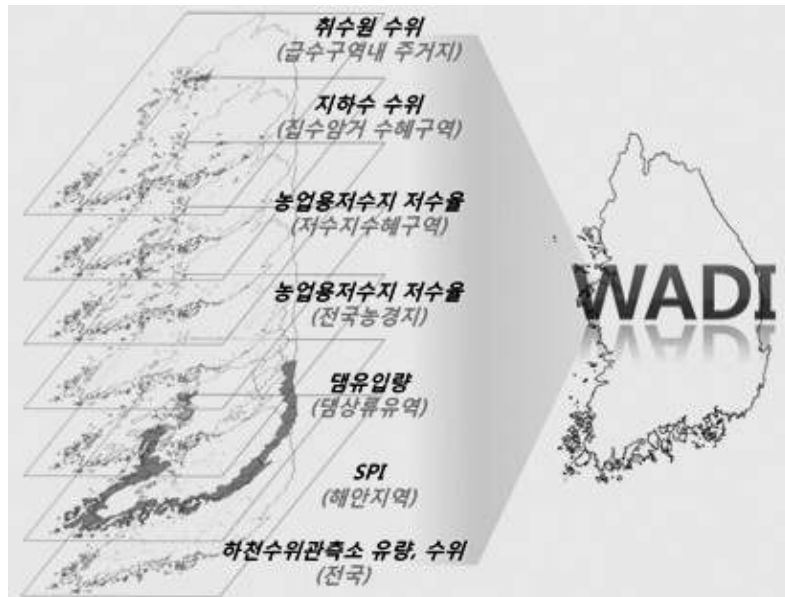 취수원 수위
(급수구역내 주거지)
지하수 수위
(집수암거 수혜구역)
농업용저수지 저수율
(저수지수혜구역)
농업용저수지 저수율
(전국농경지)
댐유입량
(댐상류유역)
SPI
(해안지역)
하천수위관측소 유량, 수위
(전국)
WADI